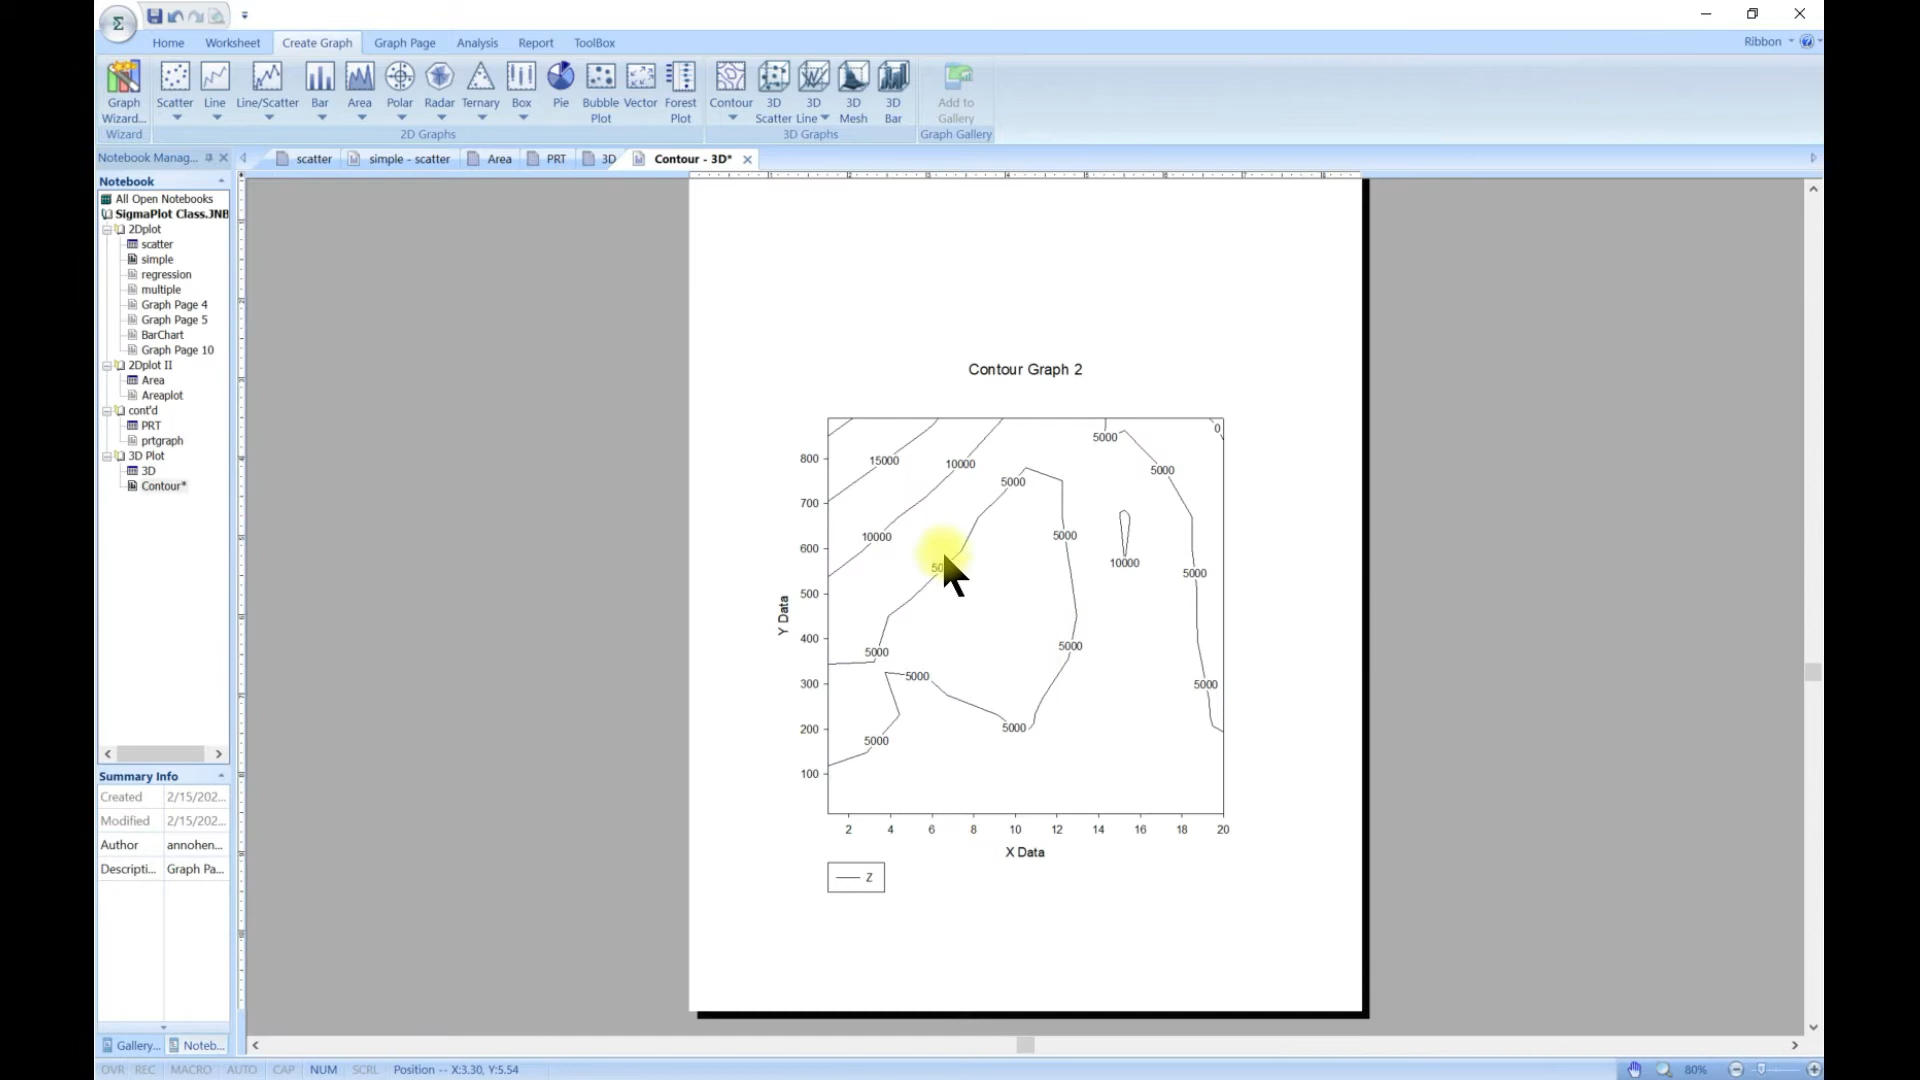 Home Worksheet Create Graph Graph Page Analysis Report ToolBox Ribbon
Graph Wizard... Scatter Line Line/Scatter Bar Area Polar Radar Ternary Box Pie Bubble Plot Vector Forest Plot Contour 3D Scatter 3D Line 3D Mesh 3D Bar Add to Gallery
Wizard 2D Graphs 3D Graphs Graph Gallery
Notebook Manag... scatter simple - scatter Area PRT 3D Contour - 3D*
Notebook
All Open Notebooks
SigmaPlot Class.JNB
2Dplot
scatter
simple
regression
multiple
Graph Page 4
Graph Page 5
BarChart
Graph Page 10
2Dplot II
Area
Areaplot
cont'd
PRT
prtgraph
3D Plot
3D
Contour*
Summary Info
Created 2/15/202...
Modified 2/15/202...
Author annohen...
Descripti... Graph Pa...
Gallery... Noteb...
Contour Graph 2
0
5000
800 15000 10000 5000
5000
700
10000 5000
600 10000
5000
500
Y Data
400 5000
5000
300 5000 5000
200 5000
5000
100
2 4 6 8 10 12 14 16 18 20
X Data
Z
OVR REC MACRO AUTO CAP NUM SCRL Position -- X:3.30, Y:5.54 80%